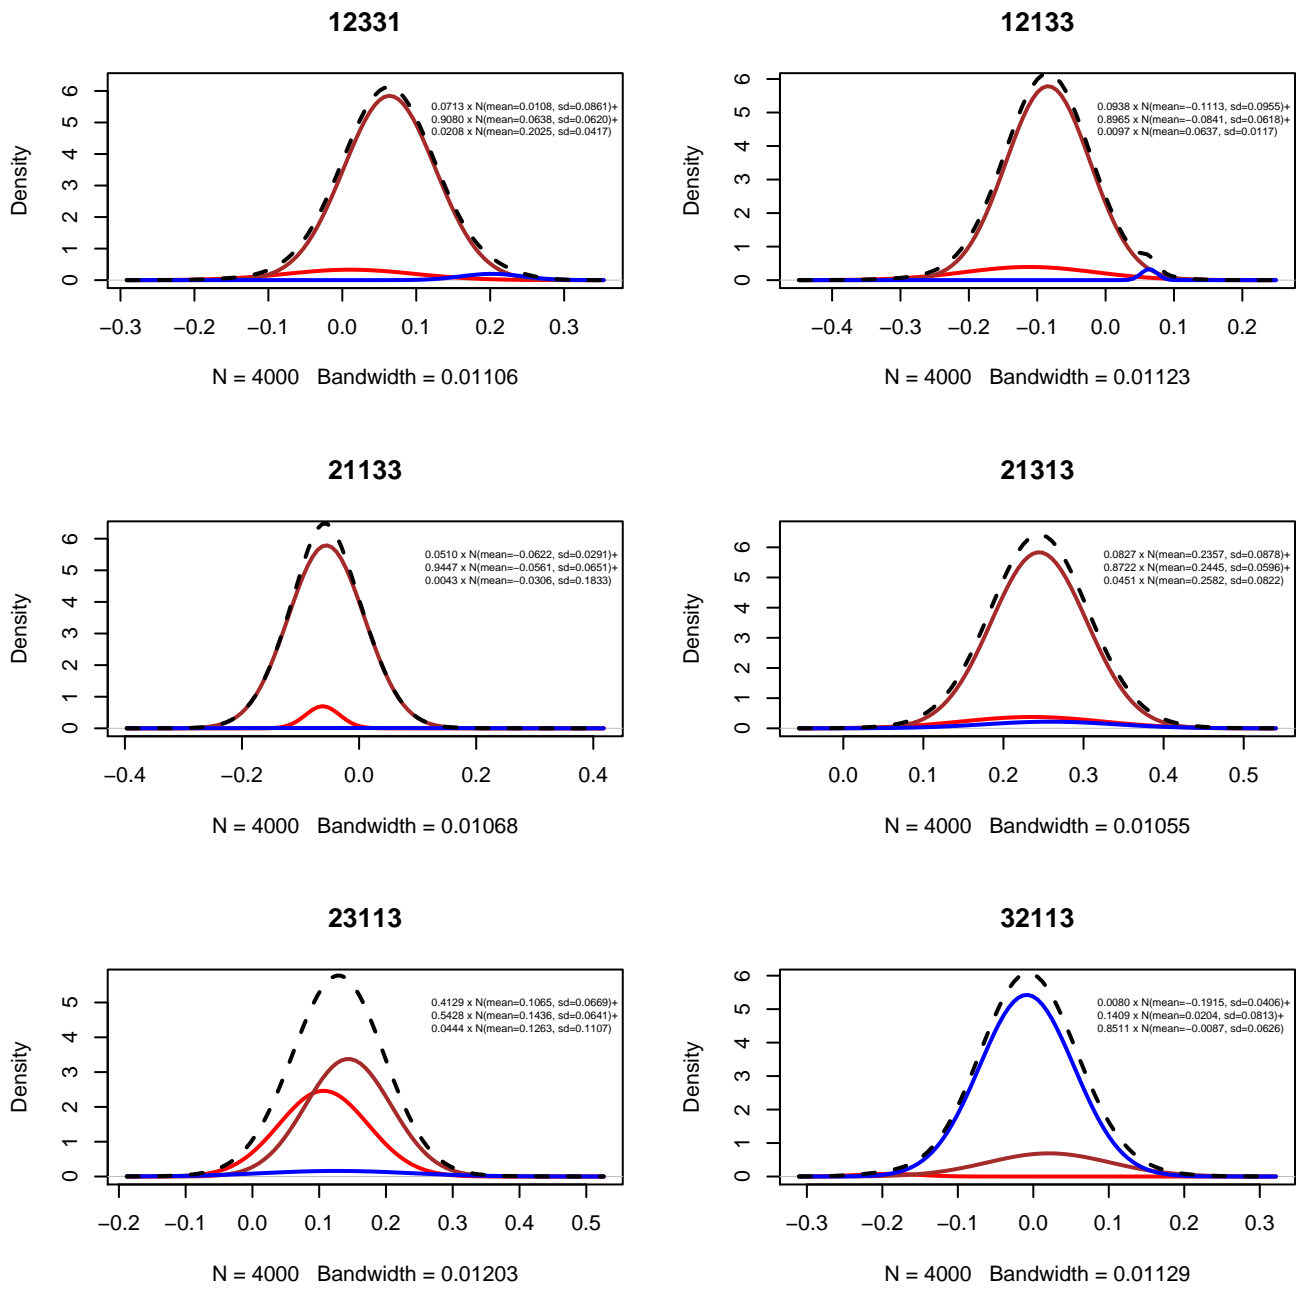 12331
6
5
4
3
2
1
0
Density
0.0713 x N(mean=0.0108, sd=0.0861)+
0.9080 x N(mean=0.0638, sd=0.0620)+
0.0208 x N(mean=0.2025, sd=0.0417)
−0.3 −0.2 −0.1 0.0 0.1 0.2 0.3
N = 4000 Bandwidth = 0.01106
12133
6
5
4
3
2
1
0
Density
0.0938 x N(mean=−0.1113, sd=0.0955)+
0.8965 x N(mean=−0.0841, sd=0.0618)+
0.0097 x N(mean=0.0637, sd=0.0117)
−0.4 −0.3 −0.2 −0.1 0.0 0.1 0.2
N = 4000 Bandwidth = 0.01123
21133
6
5
4
3
2
1
0
Density
0.0510 x N(mean=−0.0622, sd=0.0291)+
0.9447 x N(mean=−0.0561, sd=0.0651)+
0.0043 x N(mean=−0.0306, sd=0.1833)
−0.4 −0.2 0.0 0.2 0.4
N = 4000 Bandwidth = 0.01068
21313
6
5
4
3
2
1
0
Density
0.0827 x N(mean=0.2357, sd=0.0878)+
0.8722 x N(mean=0.2445, sd=0.0596)+
0.0451 x N(mean=0.2582, sd=0.0822)
0.0 0.1 0.2 0.3 0.4 0.5
N = 4000 Bandwidth = 0.01055
23113
5
4
3
2
1
0
Density
0.4129 x N(mean=0.1065, sd=0.0669)+
0.5428 x N(mean=0.1436, sd=0.0641)+
0.0444 x N(mean=0.1263, sd=0.1107)
−0.2 −0.1 0.0 0.1 0.2 0.3 0.4 0.5
N = 4000 Bandwidth = 0.01203
32113
6
5
4
3
2
1
0
Density
0.0080 x N(mean=−0.1915, sd=0.0406)+
0.1409 x N(mean=0.0204, sd=0.0813)+
0.8511 x N(mean=−0.0087, sd=0.0626)
−0.3 −0.2 −0.1 0.0 0.1 0.2 0.3
N = 4000 Bandwidth = 0.01129